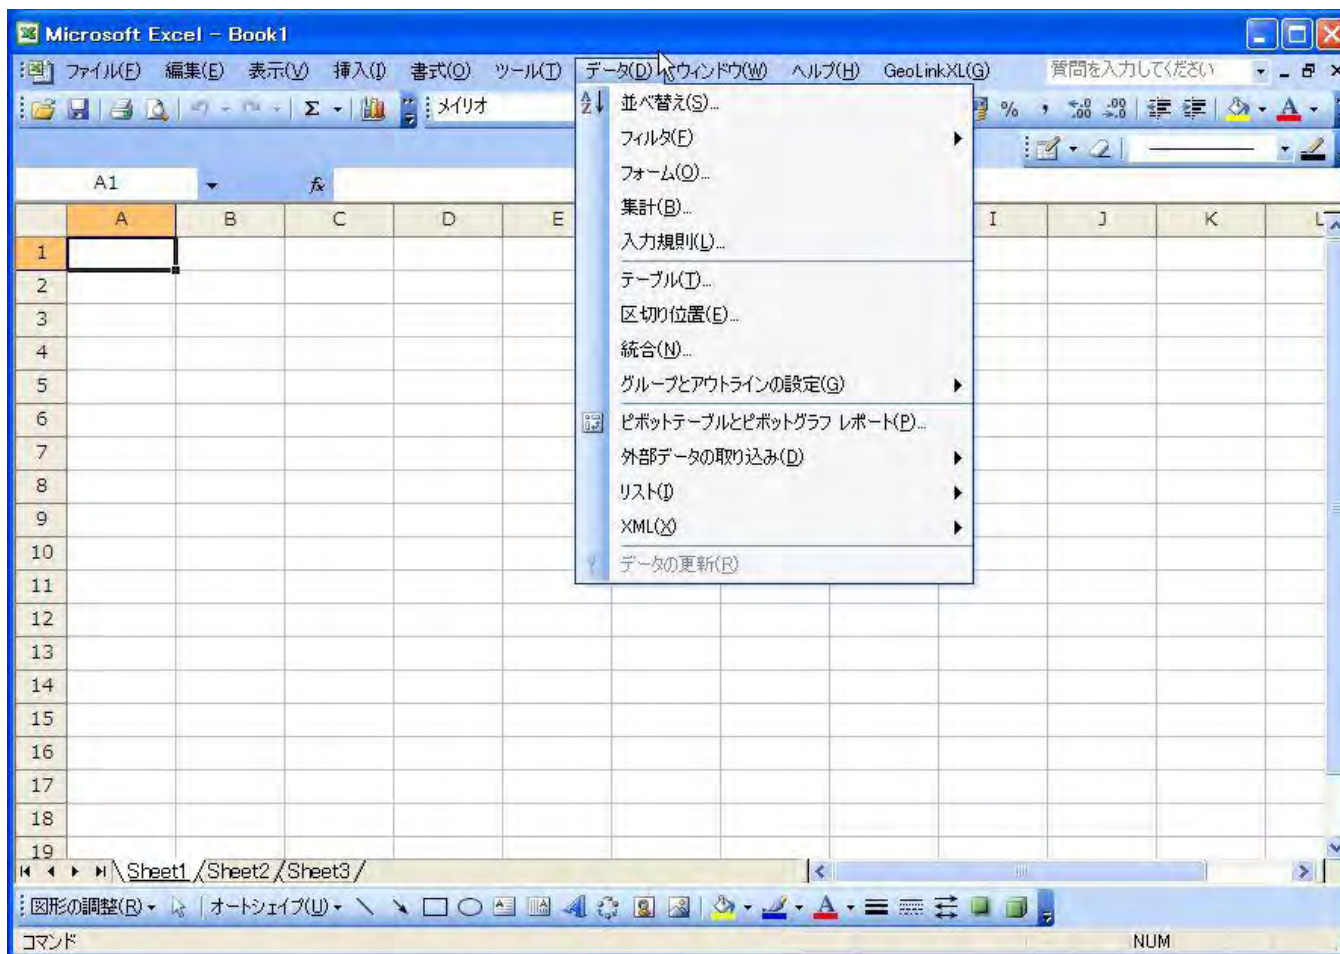 Microsoft Excel - Book1
ファイル(F) 編集(E) 表示(V) 挿入(I) 書式(O) ツール(T) データ(D) ウィンドウ(W) ヘルプ(H) GeoLinkXL(G) 質問を入力してください
メイリオ
A1 fx
A B C D E I J K L
1
2
3
4
5
6
7
8
9
10
11
12
13
14
15
16
17
18
19
並べ替え(S)...
フィルタ(F)
フォーム(O)...
集計(B)...
入力規則(L)...
テーブル(T)...
区切り位置(E)...
統合(N)...
グループとアウトラインの設定(G)
ピボットテーブルとピボットグラフ レポート(P)...
外部データの取り込み(D)
リスト(I)
XML(X)
データの更新(R)
Sheet1 Sheet2 Sheet3
図形の調整(R) オートシェイプ(U)
コマンド NUM